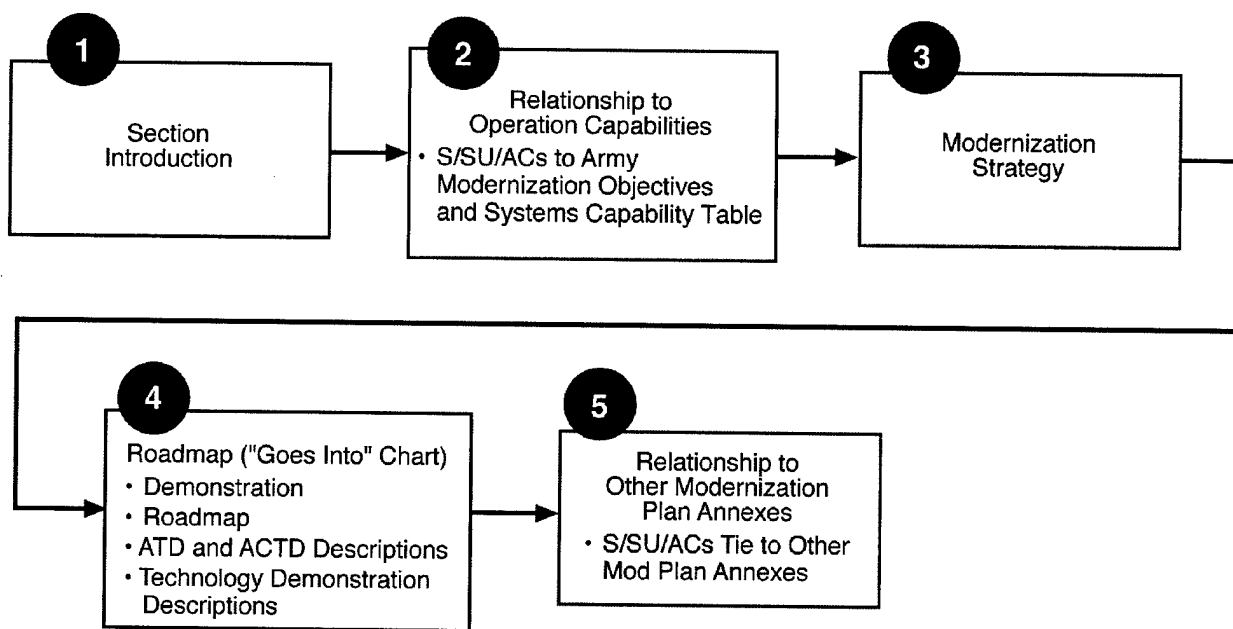 1
Section
Introduction
2
Relationship to
Operation Capabilities
• S/SU/ACs to Army
Modernization Objectives
and Systems Capability Table
3
Modernization
Strategy
4
Roadmap ("Goes Into" Chart)
• Demonstration
• Roadmap
• ATD and ACTD Descriptions
• Technology Demonstration
Descriptions
5
Relationship to
Other Modernization
Plan Annexes
• S/SU/ACs Tie to Other
Mod Plan Annexes